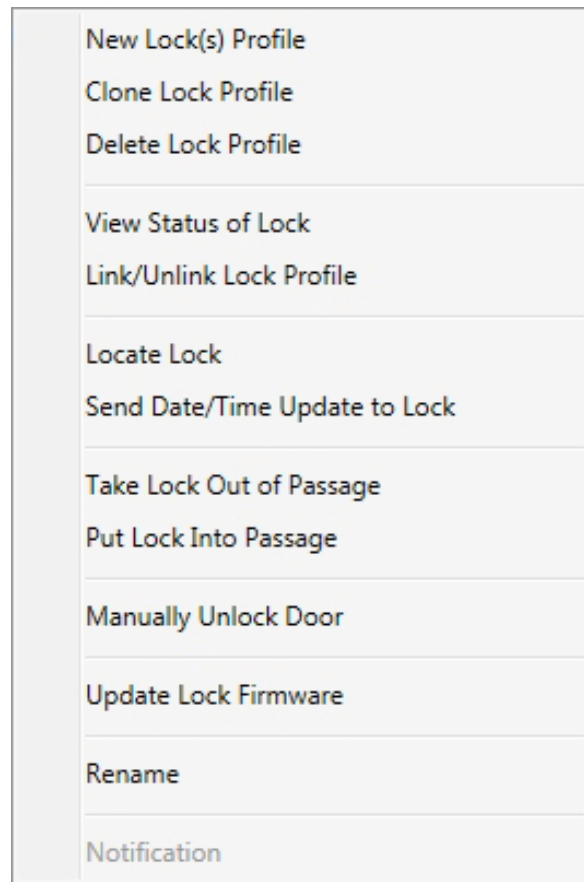 New Lock(s) Profile
Clone Lock Profile
Delete Lock Profile
View Status of Lock
Link/Unlink Lock Profile
Locate Lock
Send Date/Time Update to Lock
Take Lock Out of Passage
Put Lock Into Passage
Manually Unlock Door
Update Lock Firmware
Rename
Notification